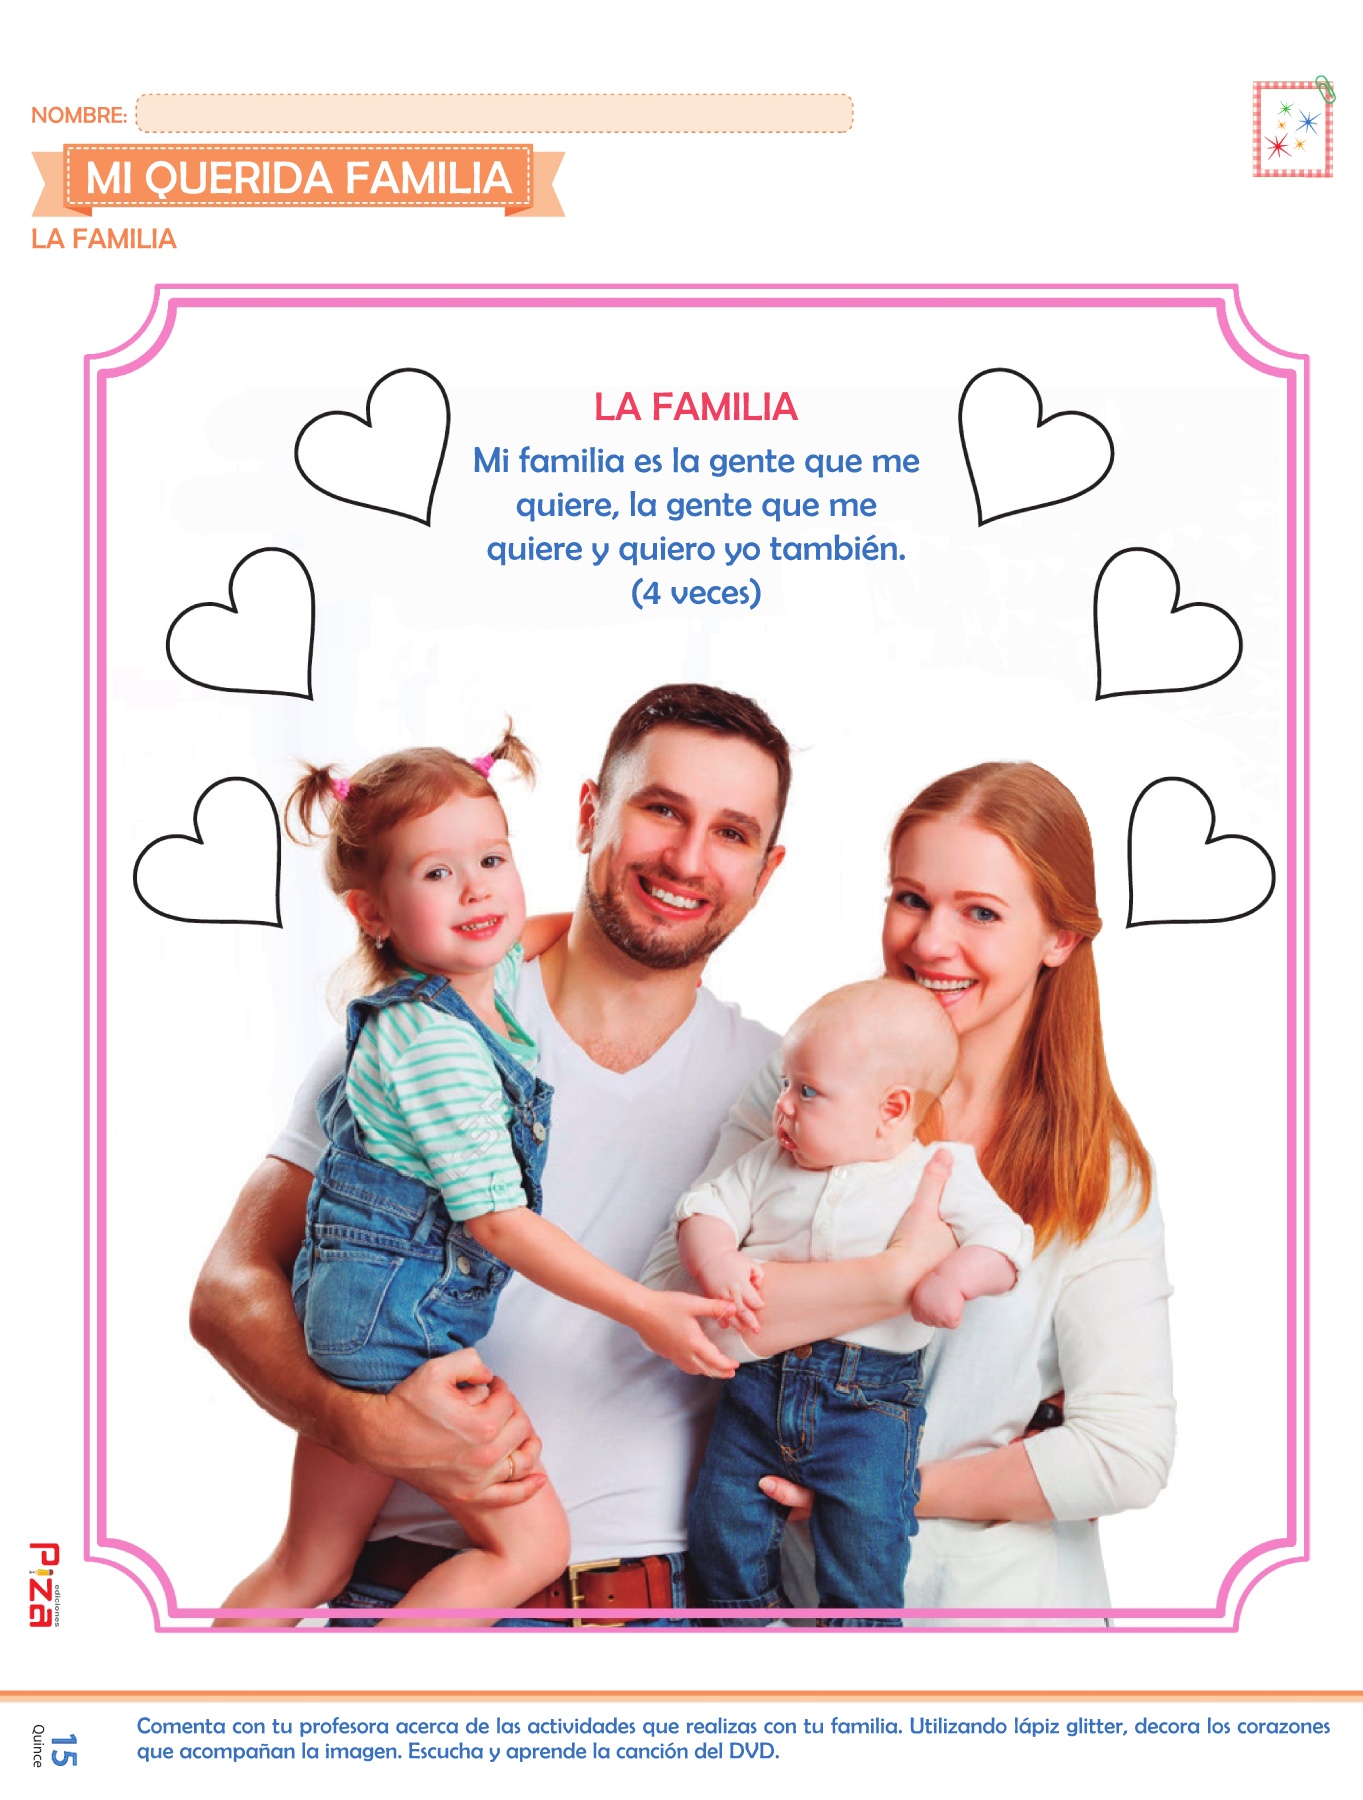 NOMBRE:
MI QUERIDA FAMILIA
LA FAMILIA
LA FAMILIA
Mi familia es la gente que me
quiere, la gente que me
quiere y quiero yo también.
(4 veces)
Piza
ediciones
15
Quince
Comenta con tu profesora acerca de las actividades que realizas con tu familia. Utilizando lápiz glitter, decora los corazones
que acompañan la imagen. Escucha y aprende la canción del DVD.